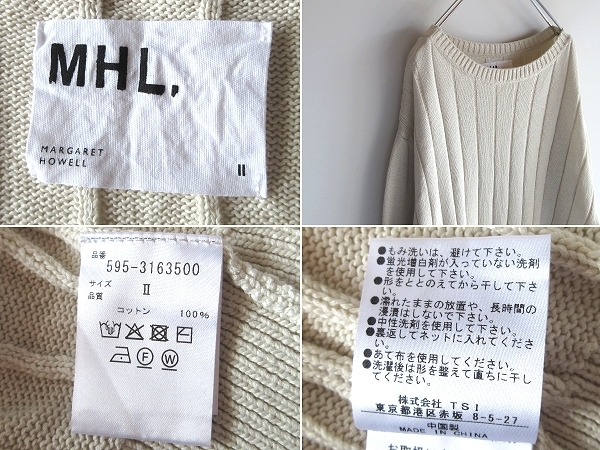 MHL.
MARGARET
HOWELL
II
品番
595-3163500
サイズ
II
品質
コットン 100%
F W
●もみ洗いは、避けて下さい。
●蛍光増白剤が入っていない洗剤
を使用して下さい。
●形をととのえてから干して下さ
い。
●濡れたままの放置や、長時間の
浸漬はしないで下さい。
●中性洗剤を使用して下さい。
●裏返してネットに入れてくださ
い。
●あて布を使用してください。
●洗濯後は形を整えて直ちに干し
てください。
株式会社 TSI
東京都港区赤坂 8-5-27
中国製
MADE IN CHINA